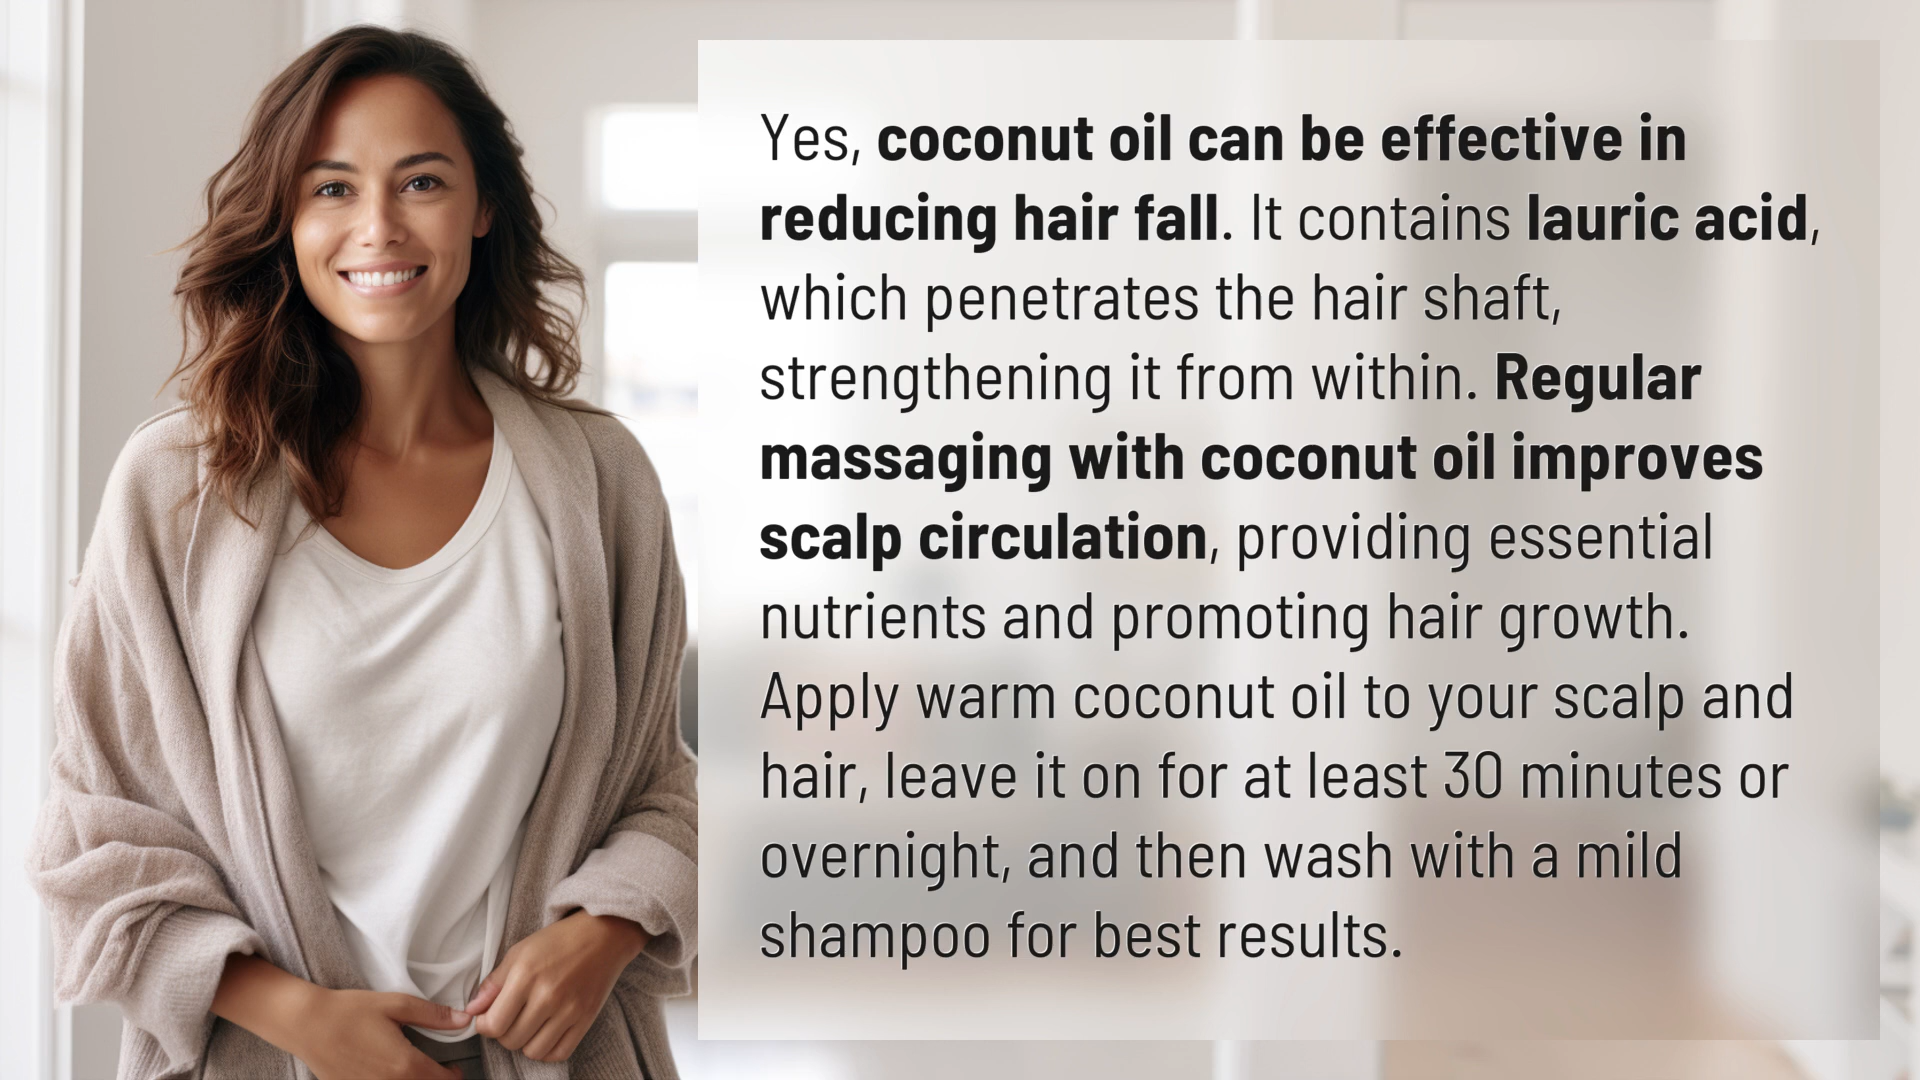 Yes, coconut oil can be effective in
reducing hair fall. It contains lauric acid,
which penetrates the hair shaft,
strengthening it from within. Regular
massaging with coconut oil improves
scalp circulation, providing essential
nutrients and promoting hair growth.
Apply warm coconut oil to your scalp and
hair, leave it on for at least 30 minutes or
overnight, and then wash with a mild
shampoo for best results.